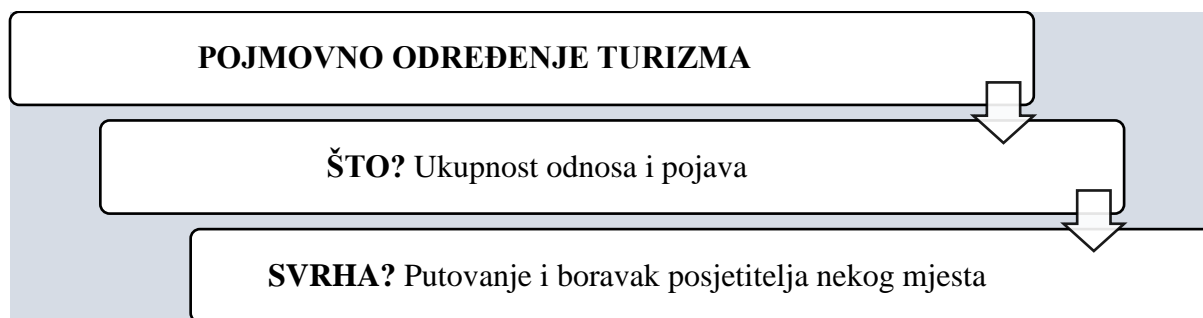 POJMOVNO ODREĐENJE TURIZMA
ŠTO? Ukupnost odnosa i pojava
SVRHA? Putovanje i boravak posjetitelja nekog mjesta